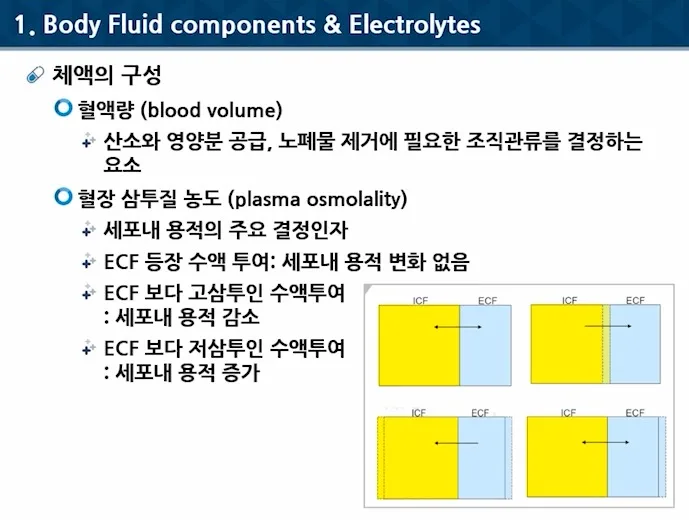 1. Body Fluid components & Electrolytes
체액의 구성
혈액량 (blood volume)
산소와 영양분 공급, 노폐물 제거에 필요한 조직관류를 결정하는
요소
혈장 삼투질 농도 (plasma osmolality)
세포내 용적의 주요 결정인자
ECF 등장 수액 투여: 세포내 용적 변화 없음
ECF 보다 고삼투인 수액투여
: 세포내 용적 감소
ECF 보다 저삼투인 수액투여
: 세포내 용적 증가
ICF ECF
ICF ECF
ICF ECF
ICF ECF